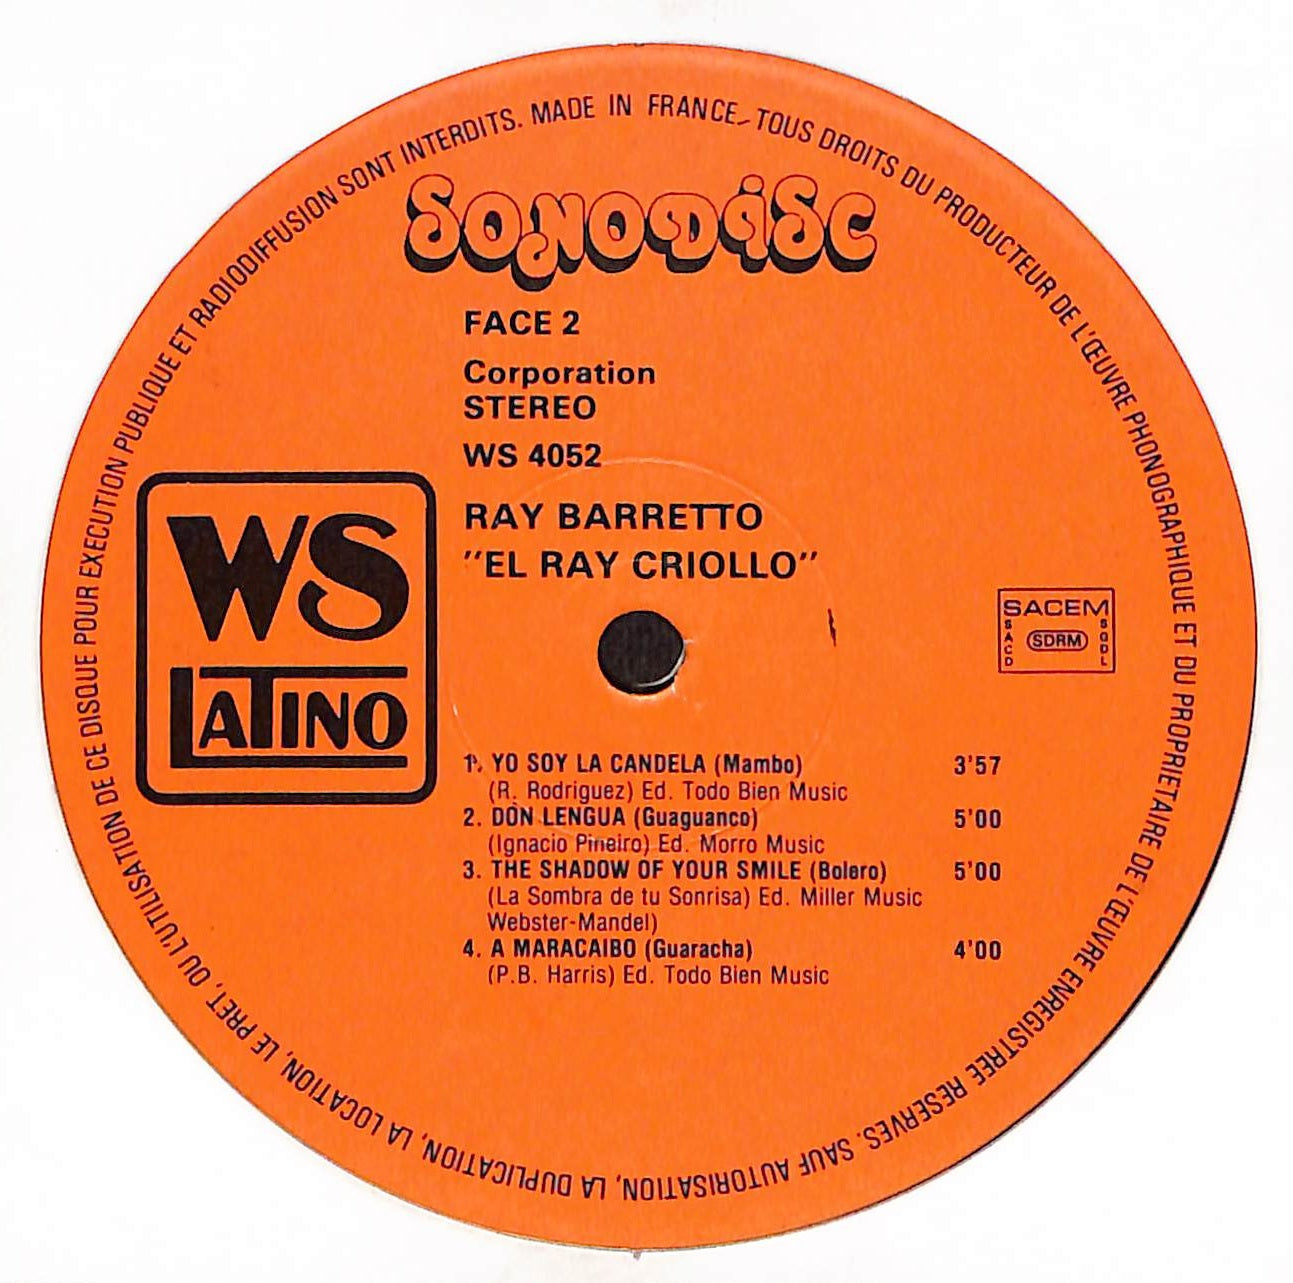 MADE IN FRANCE - TOUS DROITS DU PRODUCTEUR DE L'ŒUVRE PHONOGRAPHIQUE ET DU PROPRIETAIRE DE L'ŒUVRE ENREGISTREE RESERVES. SAUF AUTORISATION, LA DUPLICATION, LA LOCATION, LE PRET, OU L'UTILISATION DE CE DISQUE POUR EXECUTION PUBLIQUE ET RADIODIFFUSION SONT INTERDITS.
SONODISC
FACE 2
Corporation
STEREO
WS 4052
RAY BARRETTO
"EL RAY CRIOLLO"
WS
LATINO
SACEM
SACD
SDRM
SGDL
1. YO SOY LA CANDELA (Mambo) 3'57
(R. Rodriguez) Ed. Todo Bien Music
2. DON LENGUA (Guaguanco) 5'00
(Ignacio Pineiro) Ed. Morro Music
3. THE SHADOW OF YOUR SMILE (Bolero) 5'00
(La Sombra de tu Sonrisa) Ed. Miller Music
Webster-Mandel)
4. A MARACAIBO (Guaracha) 4'00
(P.B. Harris) Ed. Todo Bien Music